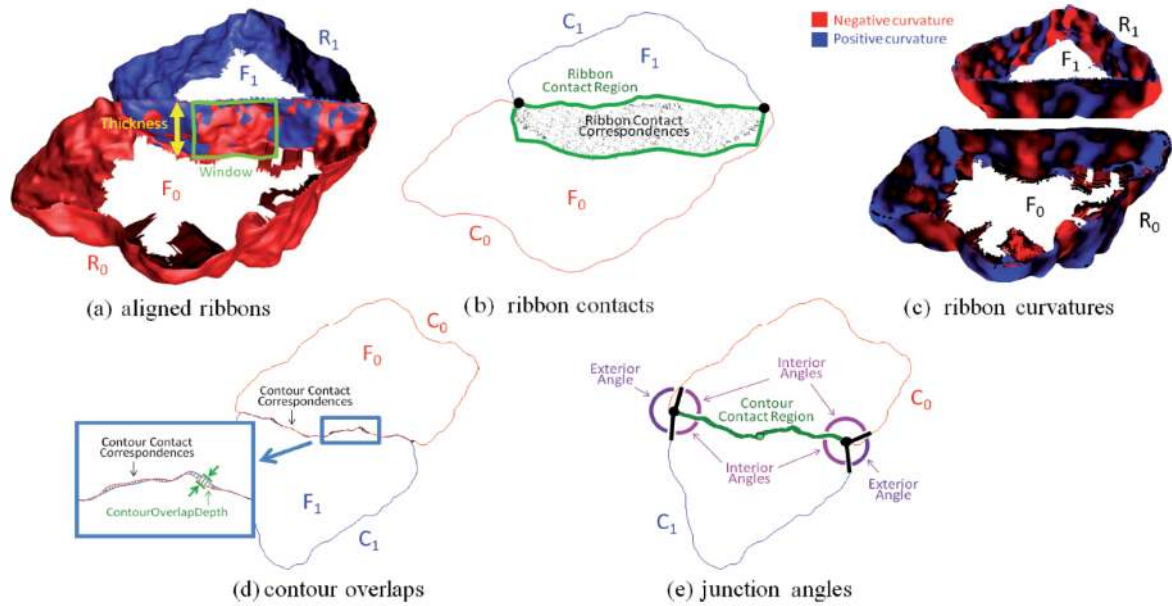 R₁
F₁
Thickness
Window
F₀
R₀
(a) aligned ribbons
C₁
F₁
Ribbon
Contact Region
Ribbon Contact
Correspondences
F₀
C₀
(b) ribbon contacts
Negative curvature
Positive curvature
R₁
F₁
F₀
R₀
(c) ribbon curvatures
C₀
F₀
Contour Contact
Correspondences
Contour Contact
Correspondences
ContourOverlapDepth
F₁
C₁
(d) contour overlaps
Exterior
Angle
Interior
Angles
Contour
Contact Region
C₀
Interior
Angles
Exterior
Angle
C₁
(e) junction angles